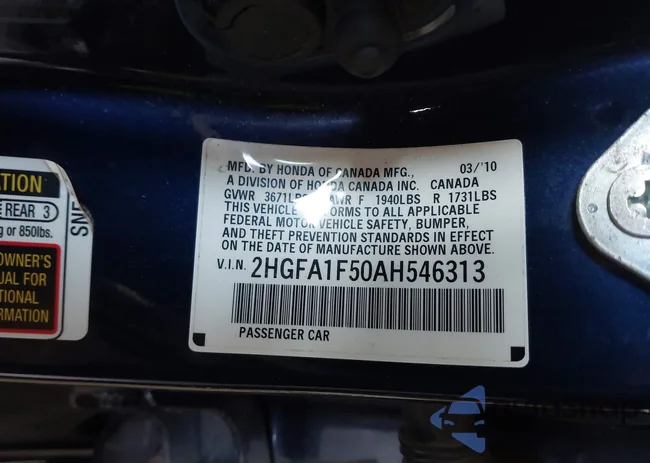 MFD. BY HONDA OF CANADA MFG., 03/'10
A DIVISION OF HONDA CANADA INC. CANADA
GVWR 3671LBS GAWR F 1940LBS R 1731LBS
THIS VEHICLE CONFORMS TO ALL APPLICABLE
FEDERAL MOTOR VEHICLE SAFETY, BUMPER,
AND THEFT PREVENTION STANDARDS IN EFFECT
ON THE DATE OF MANUFACTURE SHOWN ABOVE.
V.I.N. 2HGFA1F50AH546313
PASSENGER CAR
TION
REAR 3
g or 850lbs.
OWNER'S
UAL FOR
TIONAL
RMATION
SNF